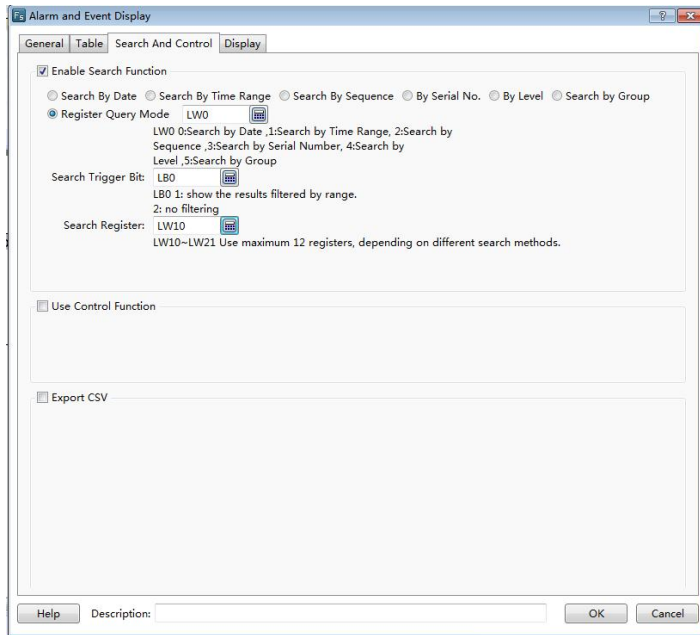 Fs Alarm and Event Display
General Table Search And Control Display
Enable Search Function
Search By Date Search By Time Range Search By Sequence By Serial No. By Level Search by Group
Register Query Mode LW0
LW0 0:Search by Date ,1:Search by Time Range, 2:Search by
Sequence ,3:Search by Serial Number, 4:Search by
Level ,5:Search by Group
Search Trigger Bit: LB0
LB0 1: show the results filtered by range.
2: no filtering
Search Register: LW10
LW10~LW21 Use maximum 12 registers, depending on different search methods.
Use Control Function
Export CSV
Help Description: OK Cancel